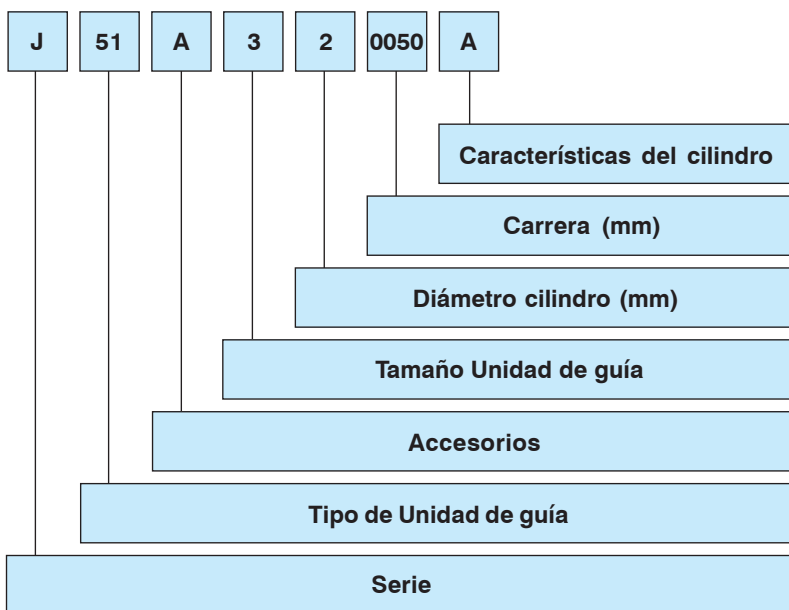 J 51 A 3 2 0050 A
Características del cilindro
Carrera (mm)
Diámetro cilindro (mm)
Tamaño Unidad de guía
Accesorios
Tipo de Unidad de guía
Serie